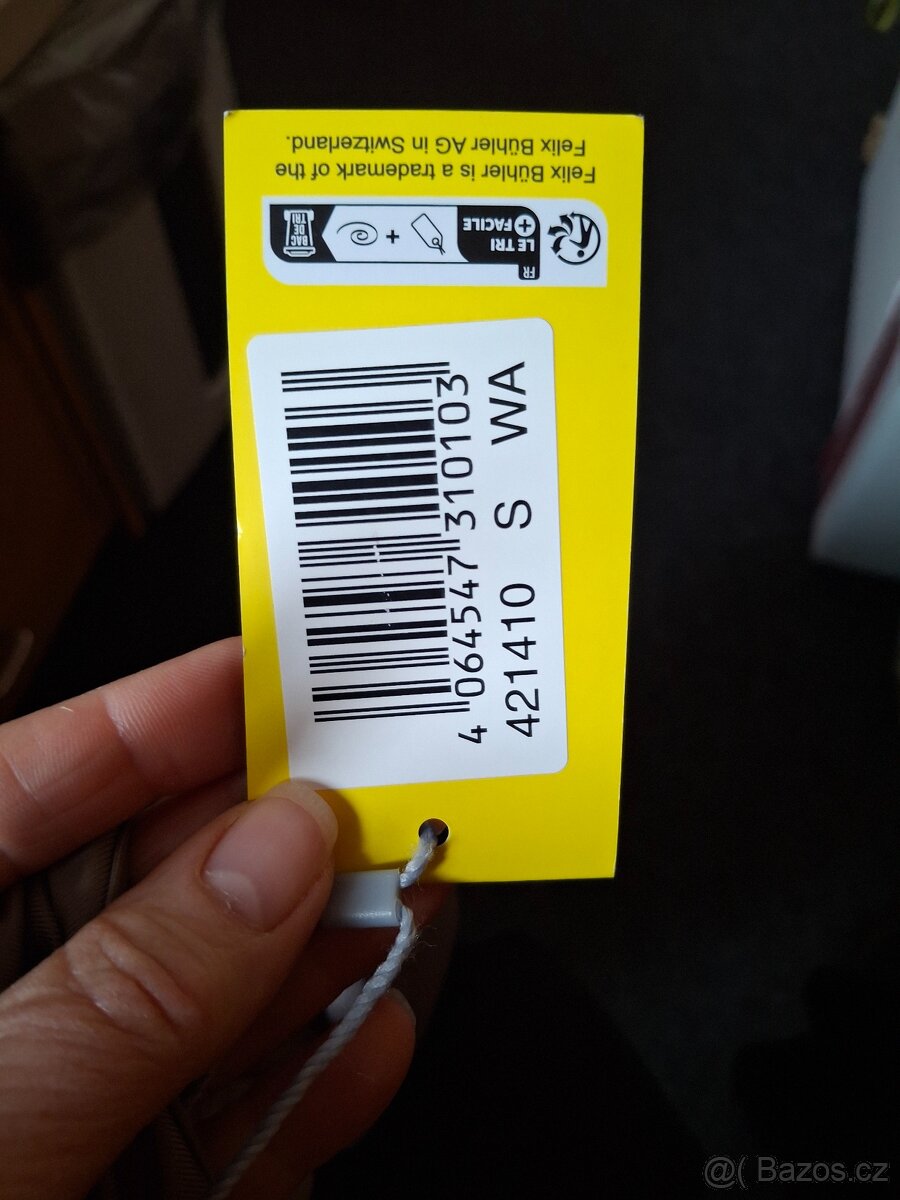 Felix Bühler is a trademark of the
Felix Bühler AG in Switzerland.
FR
LE TRI
+ FACILE
+
BAC
DE
TRI
4 064547 310103
421410 S WA
@( Bazos.cz